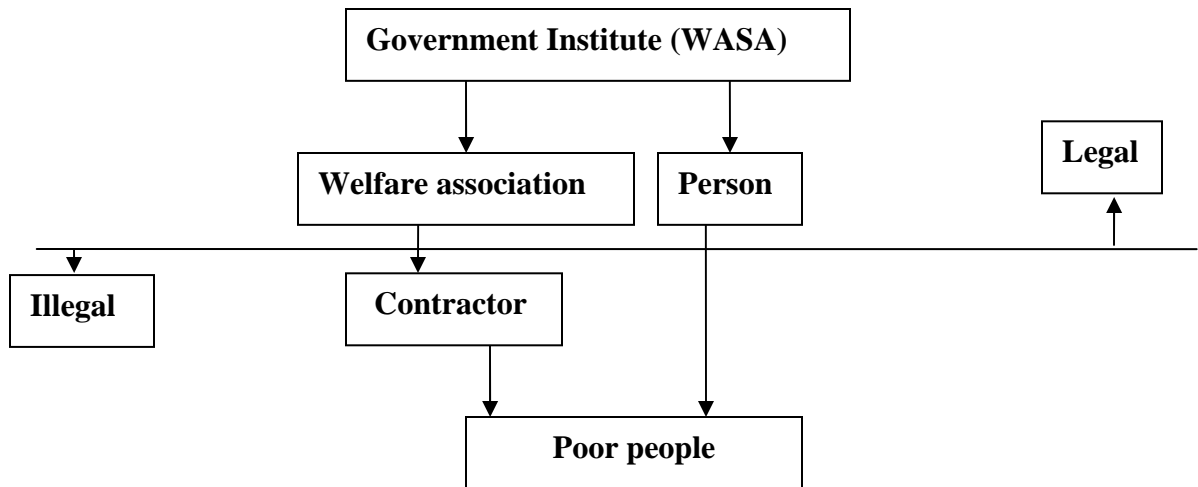 Government Institute (WASA)
Legal
Welfare association
Person
Illegal
Contractor
Poor people